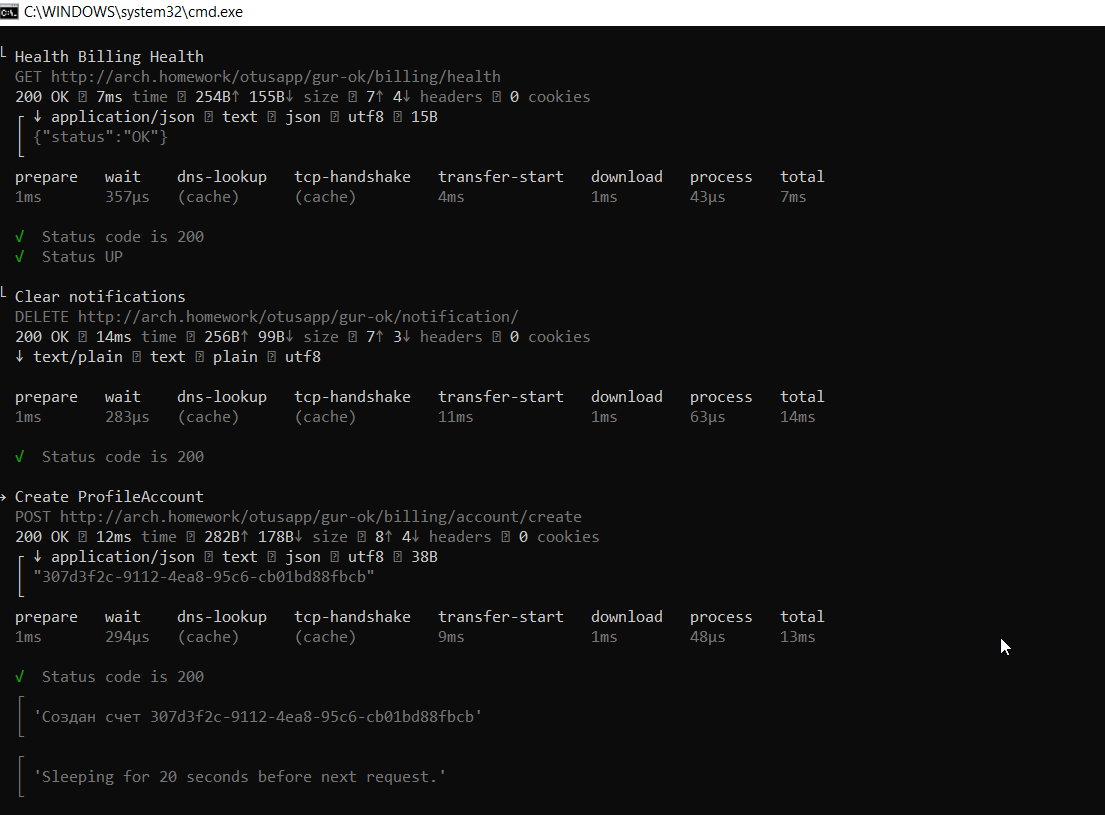 C:\WINDOWS\system32\cmd.exe
└ Health Billing Health
GET http://arch.homework/otusapp/gur-ok/billing/health
200 OK ⍰ 7ms time ⍰ 254B↑ 155B↓ size ⍰ 7↑ 4↓ headers ⍰ 0 cookies
┌ ↓ application/json ⍰ text ⍰ json ⍰ utf8 ⍰ 15B
│ {"status":"OK"}
└
prepare wait dns-lookup tcp-handshake transfer-start download process total
1ms 357µs (cache) (cache) 4ms 1ms 43µs 7ms
√ Status code is 200
√ Status UP
└ Clear notifications
DELETE http://arch.homework/otusapp/gur-ok/notification/
200 OK ⍰ 14ms time ⍰ 256B↑ 99B↓ size ⍰ 7↑ 3↓ headers ⍰ 0 cookies
↓ text/plain ⍰ text ⍰ plain ⍰ utf8
prepare wait dns-lookup tcp-handshake transfer-start download process total
1ms 283µs (cache) (cache) 11ms 1ms 63µs 14ms
√ Status code is 200
→ Create ProfileAccount
POST http://arch.homework/otusapp/gur-ok/billing/account/create
200 OK ⍰ 12ms time ⍰ 282B↑ 178B↓ size ⍰ 8↑ 4↓ headers ⍰ 0 cookies
┌ ↓ application/json ⍰ text ⍰ json ⍰ utf8 ⍰ 38B
│ "307d3f2c-9112-4ea8-95c6-cb01bd88fbcb"
└
prepare wait dns-lookup tcp-handshake transfer-start download process total
1ms 294µs (cache) (cache) 9ms 1ms 48µs 13ms
√ Status code is 200
┌
│ 'Создан счет 307d3f2c-9112-4ea8-95c6-cb01bd88fbcb'
└
┌
│ 'Sleeping for 20 seconds before next request.'
└